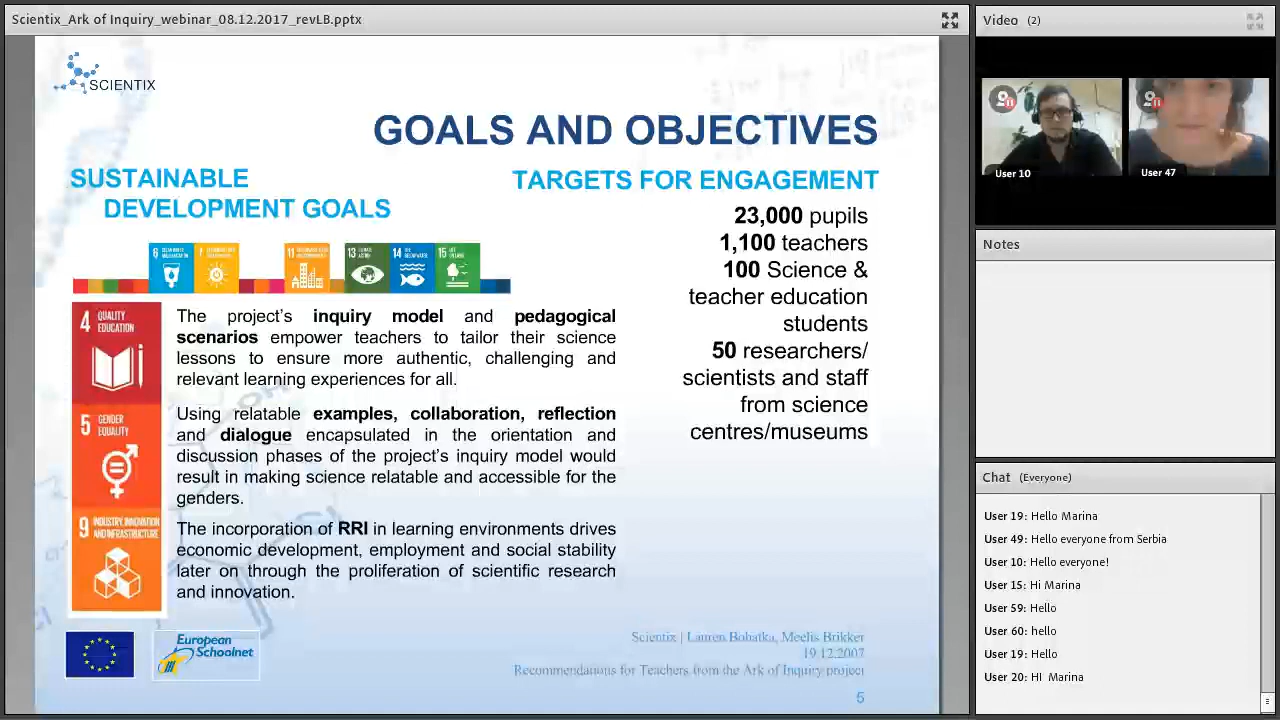 Scientix_Ark of Inquiry_webinar_08.12.2017_revLB.pptx
SCIENTIX
GOALS AND OBJECTIVES
SUSTAINABLE
DEVELOPMENT GOALS
6
7
11
13 CLIMATE
ACTION
14
15
4 QUALITY
EDUCATION
The project's inquiry model and pedagogical
scenarios empower teachers to tailor their science
lessons to ensure more authentic, challenging and
relevant learning experiences for all.
5 GENDER
EQUALITY
Using relatable examples, collaboration, reflection
and dialogue encapsulated in the orientation and
discussion phases of the project's inquiry model would
result in making science relatable and accessible for the
genders.
9 INDUSTRY, INNOVATION
AND INFRASTRUCTURE
The incorporation of RRI in learning environments drives
economic development, employment and social stability
later on through the proliferation of scientific research
and innovation.
TARGETS FOR ENGAGEMENT
23,000 pupils
1,100 teachers
100 Science &
teacher education
students
50 researchers/
scientists and staff
from science
centres/museums
European
Schoolnet
Scientix | Lauren Bohatka, Meelis Brikker
19.12.2007
Recommendations for Teachers from the Ark of Inquiry project
5
Video (2)
User 10
User 47
Notes
Chat (Everyone)
User 19: Hello Marina
User 49: Hello everyone from Serbia
User 10: Hello everyone!
User 15: Hi Marina
User 59: Hello
User 60: hello
User 19: Hello
User 20: HI Marina